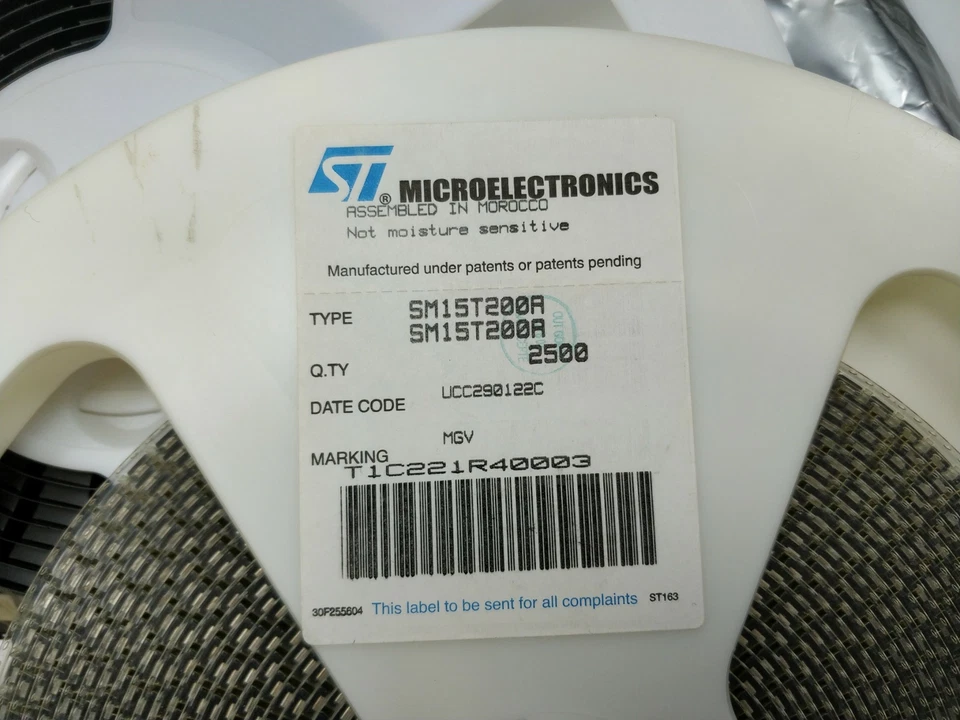 ST® MICROELECTRONICS
ASSEMBLED IN MOROCCO
Not moisture sensitive
Manufactured under patents or patents pending
TYPE SM15T200A
SM15T200A
Q.TY 2500
DATE CODE UCC290122C
MARKING MGV
T1C221R40003
30F255604 This label to be sent for all complaints ST163